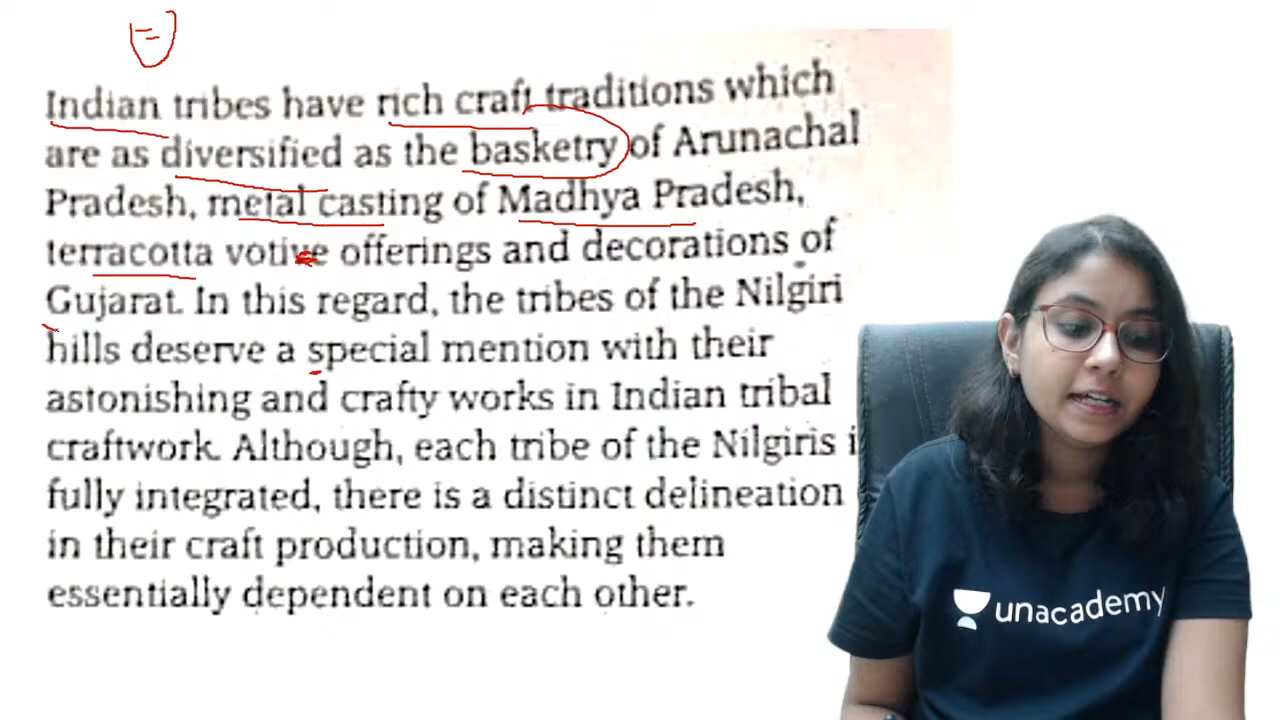 Indian tribes have rich craft traditions which
are as diversified as the basketry of Arunachal
Pradesh, metal casting of Madhya Pradesh,
terracotta votive offerings and decorations of
Gujarat. In this regard, the tribes of the Nilgiri
hills deserve a special mention with their
astonishing and crafty works in Indian tribal
craftwork. Although, each tribe of the Nilgiris i
fully integrated, there is a distinct delineation
in their craft production, making them
essentially dependent on each other.
unacademy